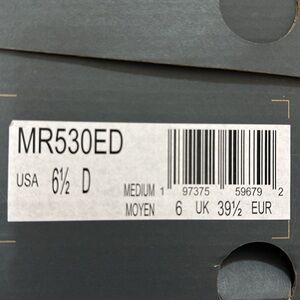 MR530ED
USA 6½ D
MEDIUM 1 97375 59679 2
MOYEN 6 UK 39½ EUR